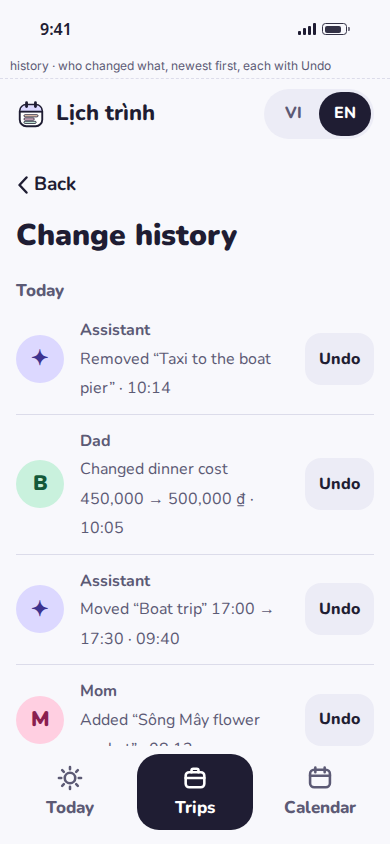 9:41
history · who changed what, newest first, each with Undo
Lịch trình
VI
EN
Back
Change history
Today
Assistant
Removed “Taxi to the boat
pier” · 10:14
Undo
B
Dad
Changed dinner cost
450,000 → 500,000 ₫ ·
10:05
Undo
Assistant
Moved “Boat trip” 17:00 →
17:30 · 09:40
Undo
M
Mom
Added “Sông Mây flower
Undo
Today
Trips
Calendar